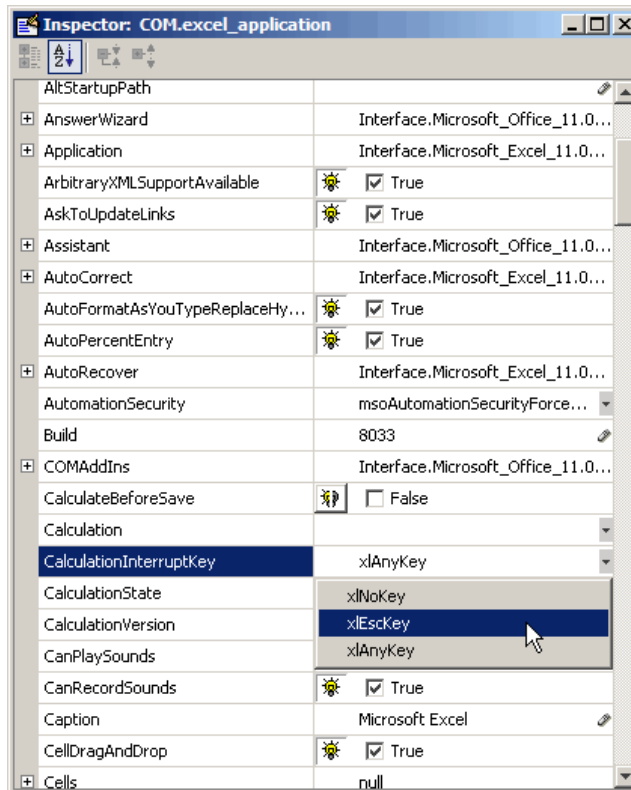 Inspector: COM.excel_application
AltStartupPath
AnswerWizard Interface.Microsoft_Office_11.0...
Application Interface.Microsoft_Excel_11.0...
ArbitraryXMLSupportAvailable True
AskToUpdateLinks True
Assistant Interface.Microsoft_Office_11.0...
AutoCorrect Interface.Microsoft_Excel_11.0...
AutoFormatAsYouTypeReplaceHy... True
AutoPercentEntry True
AutoRecover Interface.Microsoft_Excel_11.0...
AutomationSecurity msoAutomationSecurityForce...
Build 8033
COMAddIns Interface.Microsoft_Office_11.0...
CalculateBeforeSave False
Calculation
CalculationInterruptKey xlAnyKey
CalculationState xlNoKey
CalculationVersion xlEscKey
CanPlaySounds xlAnyKey
CanRecordSounds True
Caption Microsoft Excel
CellDragAndDrop True
Cells null